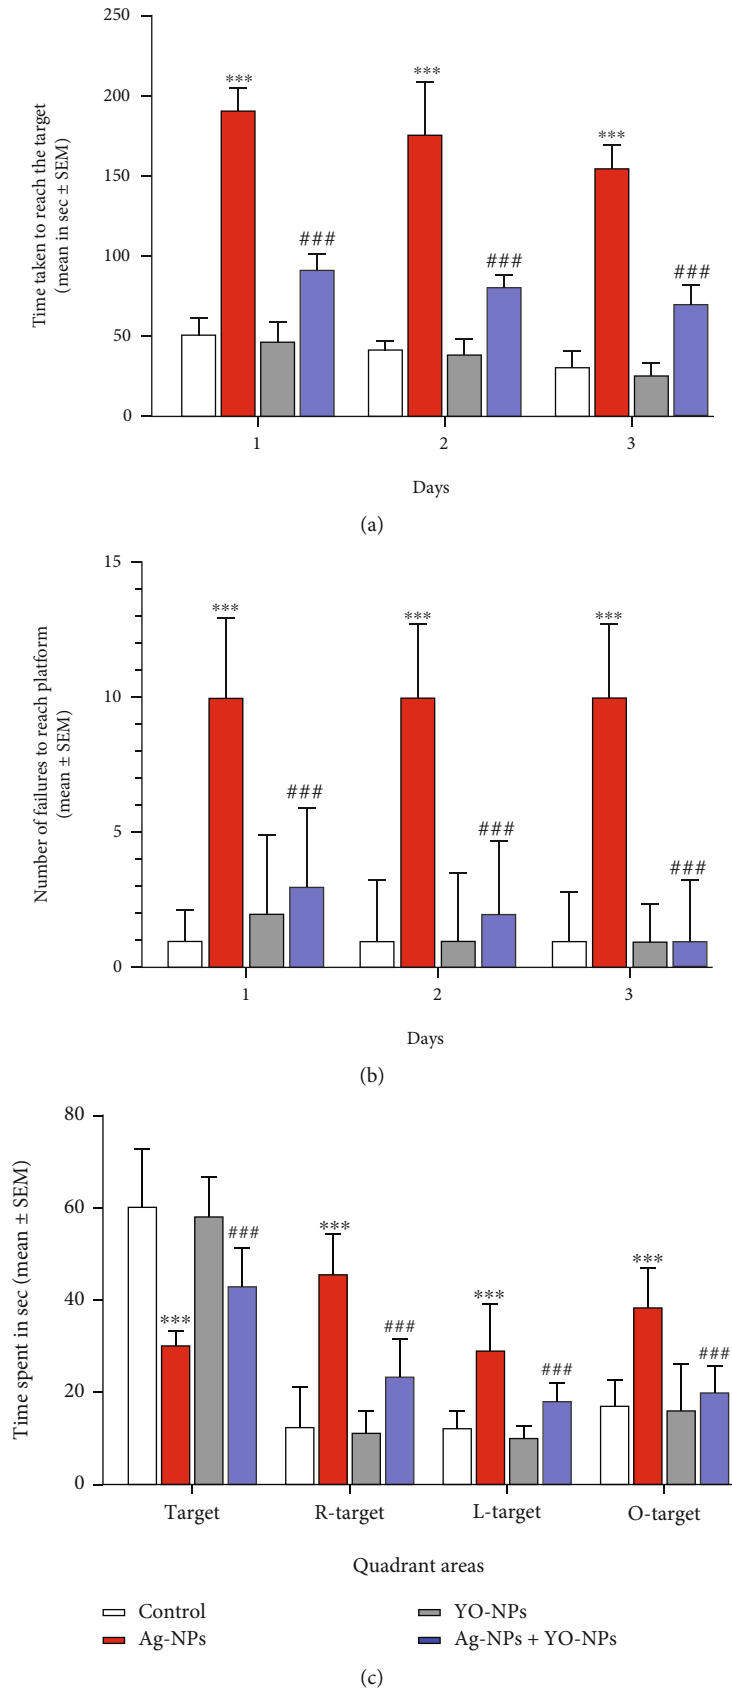 Time taken to reach the target
(mean in sec ± SEM)
250
200
150
100
50
0
***
***
***
###
###
###
1
2
3
Days
(a)
Number of failures to reach platform
(mean ± SEM)
15
10
5
0
***
***
***
###
###
###
1
2
3
Days
(b)
Time spent in sec (mean ± SEM)
80
60
40
20
0
***
###
***
###
***
###
***
###
Target
R-target
L-target
O-target
Quadrant areas
Control
Ag-NPs
YO-NPs
Ag-NPs + YO-NPs
(c)